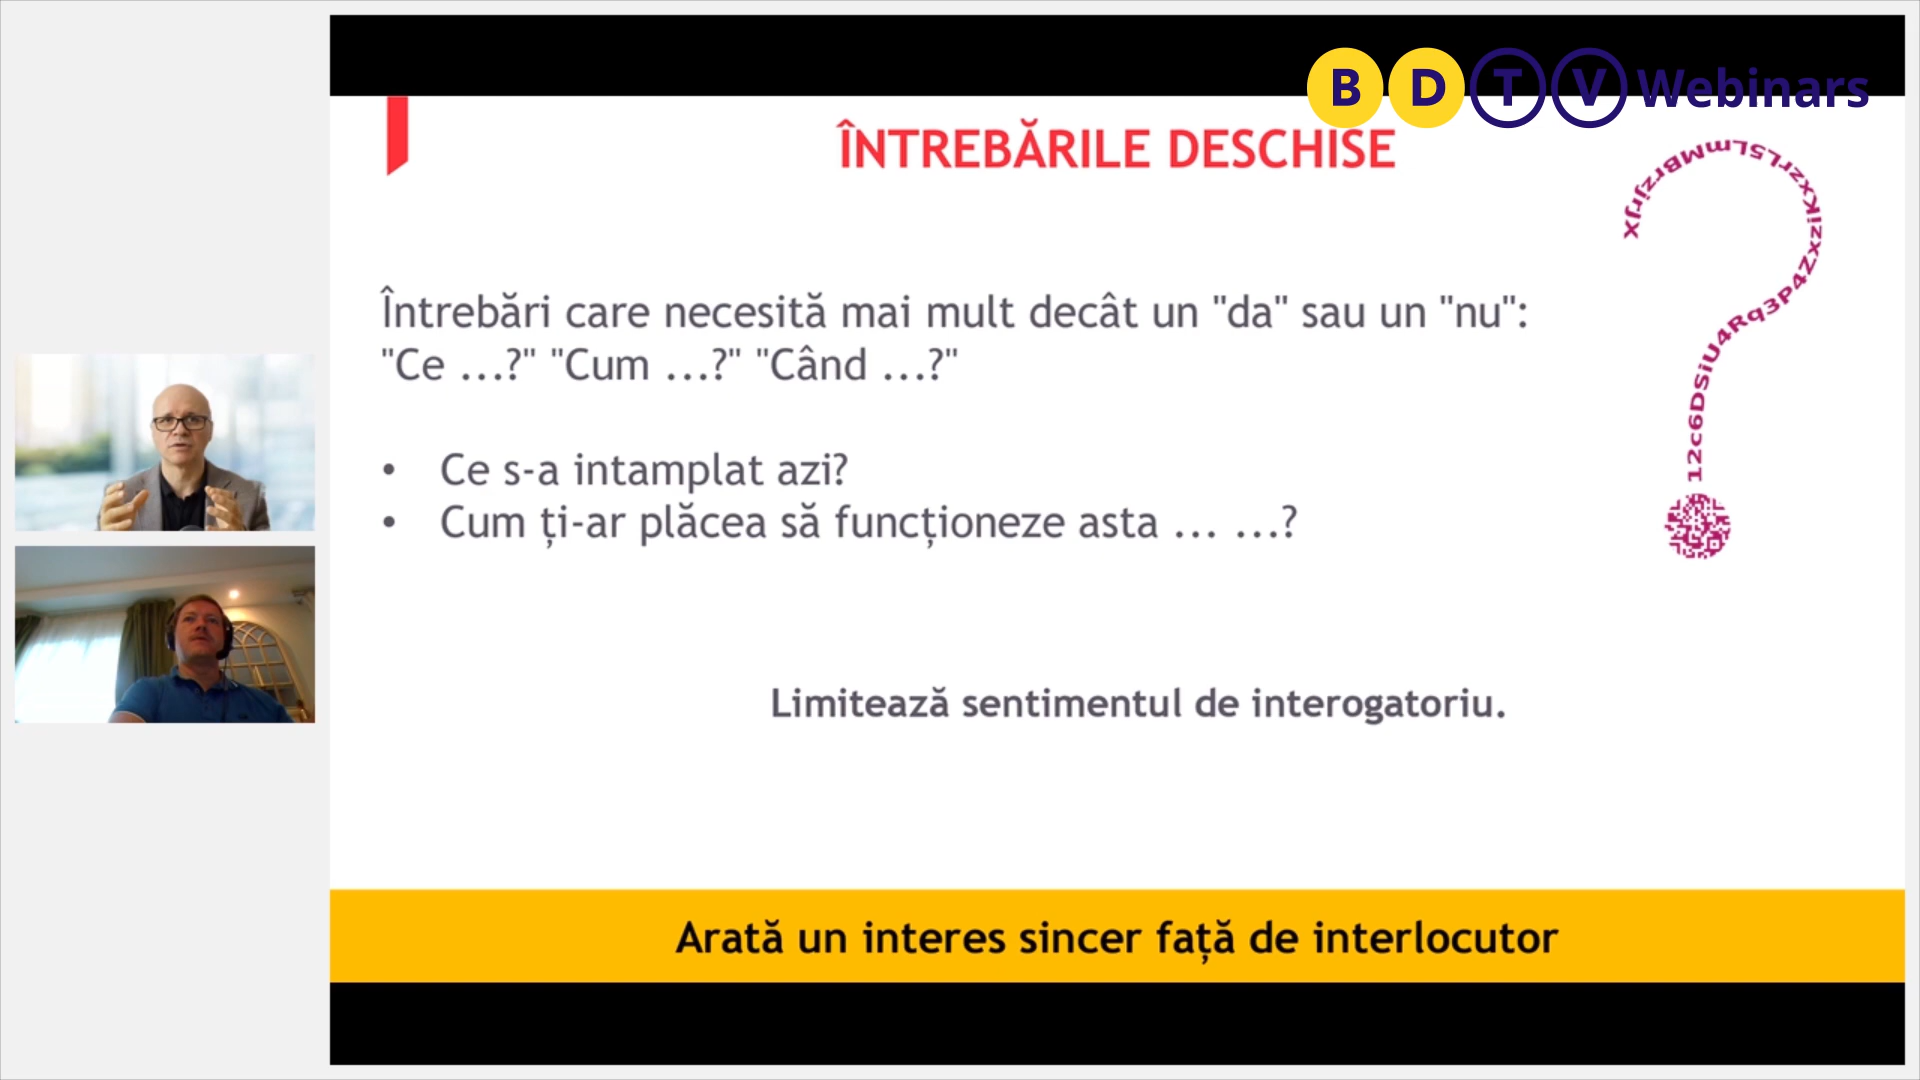 B D T V Webinars
ÎNTREBĂRILE DESCHISE
Întrebări care necesită mai mult decât un "da" sau un "nu":
"Ce ...?" "Cum ...?" "Când ...?"
• Ce s-a intamplat azi?
• Cum ți-ar plăcea să funcționeze asta ... ...?
Limitează sentimentul de interogatoriu.
Arată un interes sincer față de interlocutor